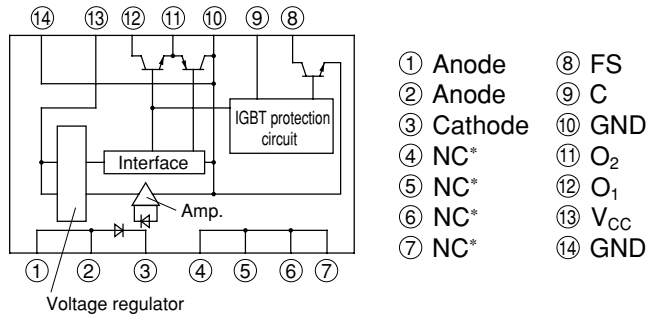 ⑭ ⑬ ⑫ ⑪ ⑩ ⑨ ⑧
IGBT protection
circuit
Interface
Amp.
① ② ③ ④ ⑤ ⑥ ⑦
Voltage regulator
① Anode
② Anode
③ Cathode
④ NC*
⑤ NC*
⑥ NC*
⑦ NC*
⑧ FS
⑨ C
⑩ GND
⑪ O₂
⑫ O₁
⑬ VCC
⑭ GND